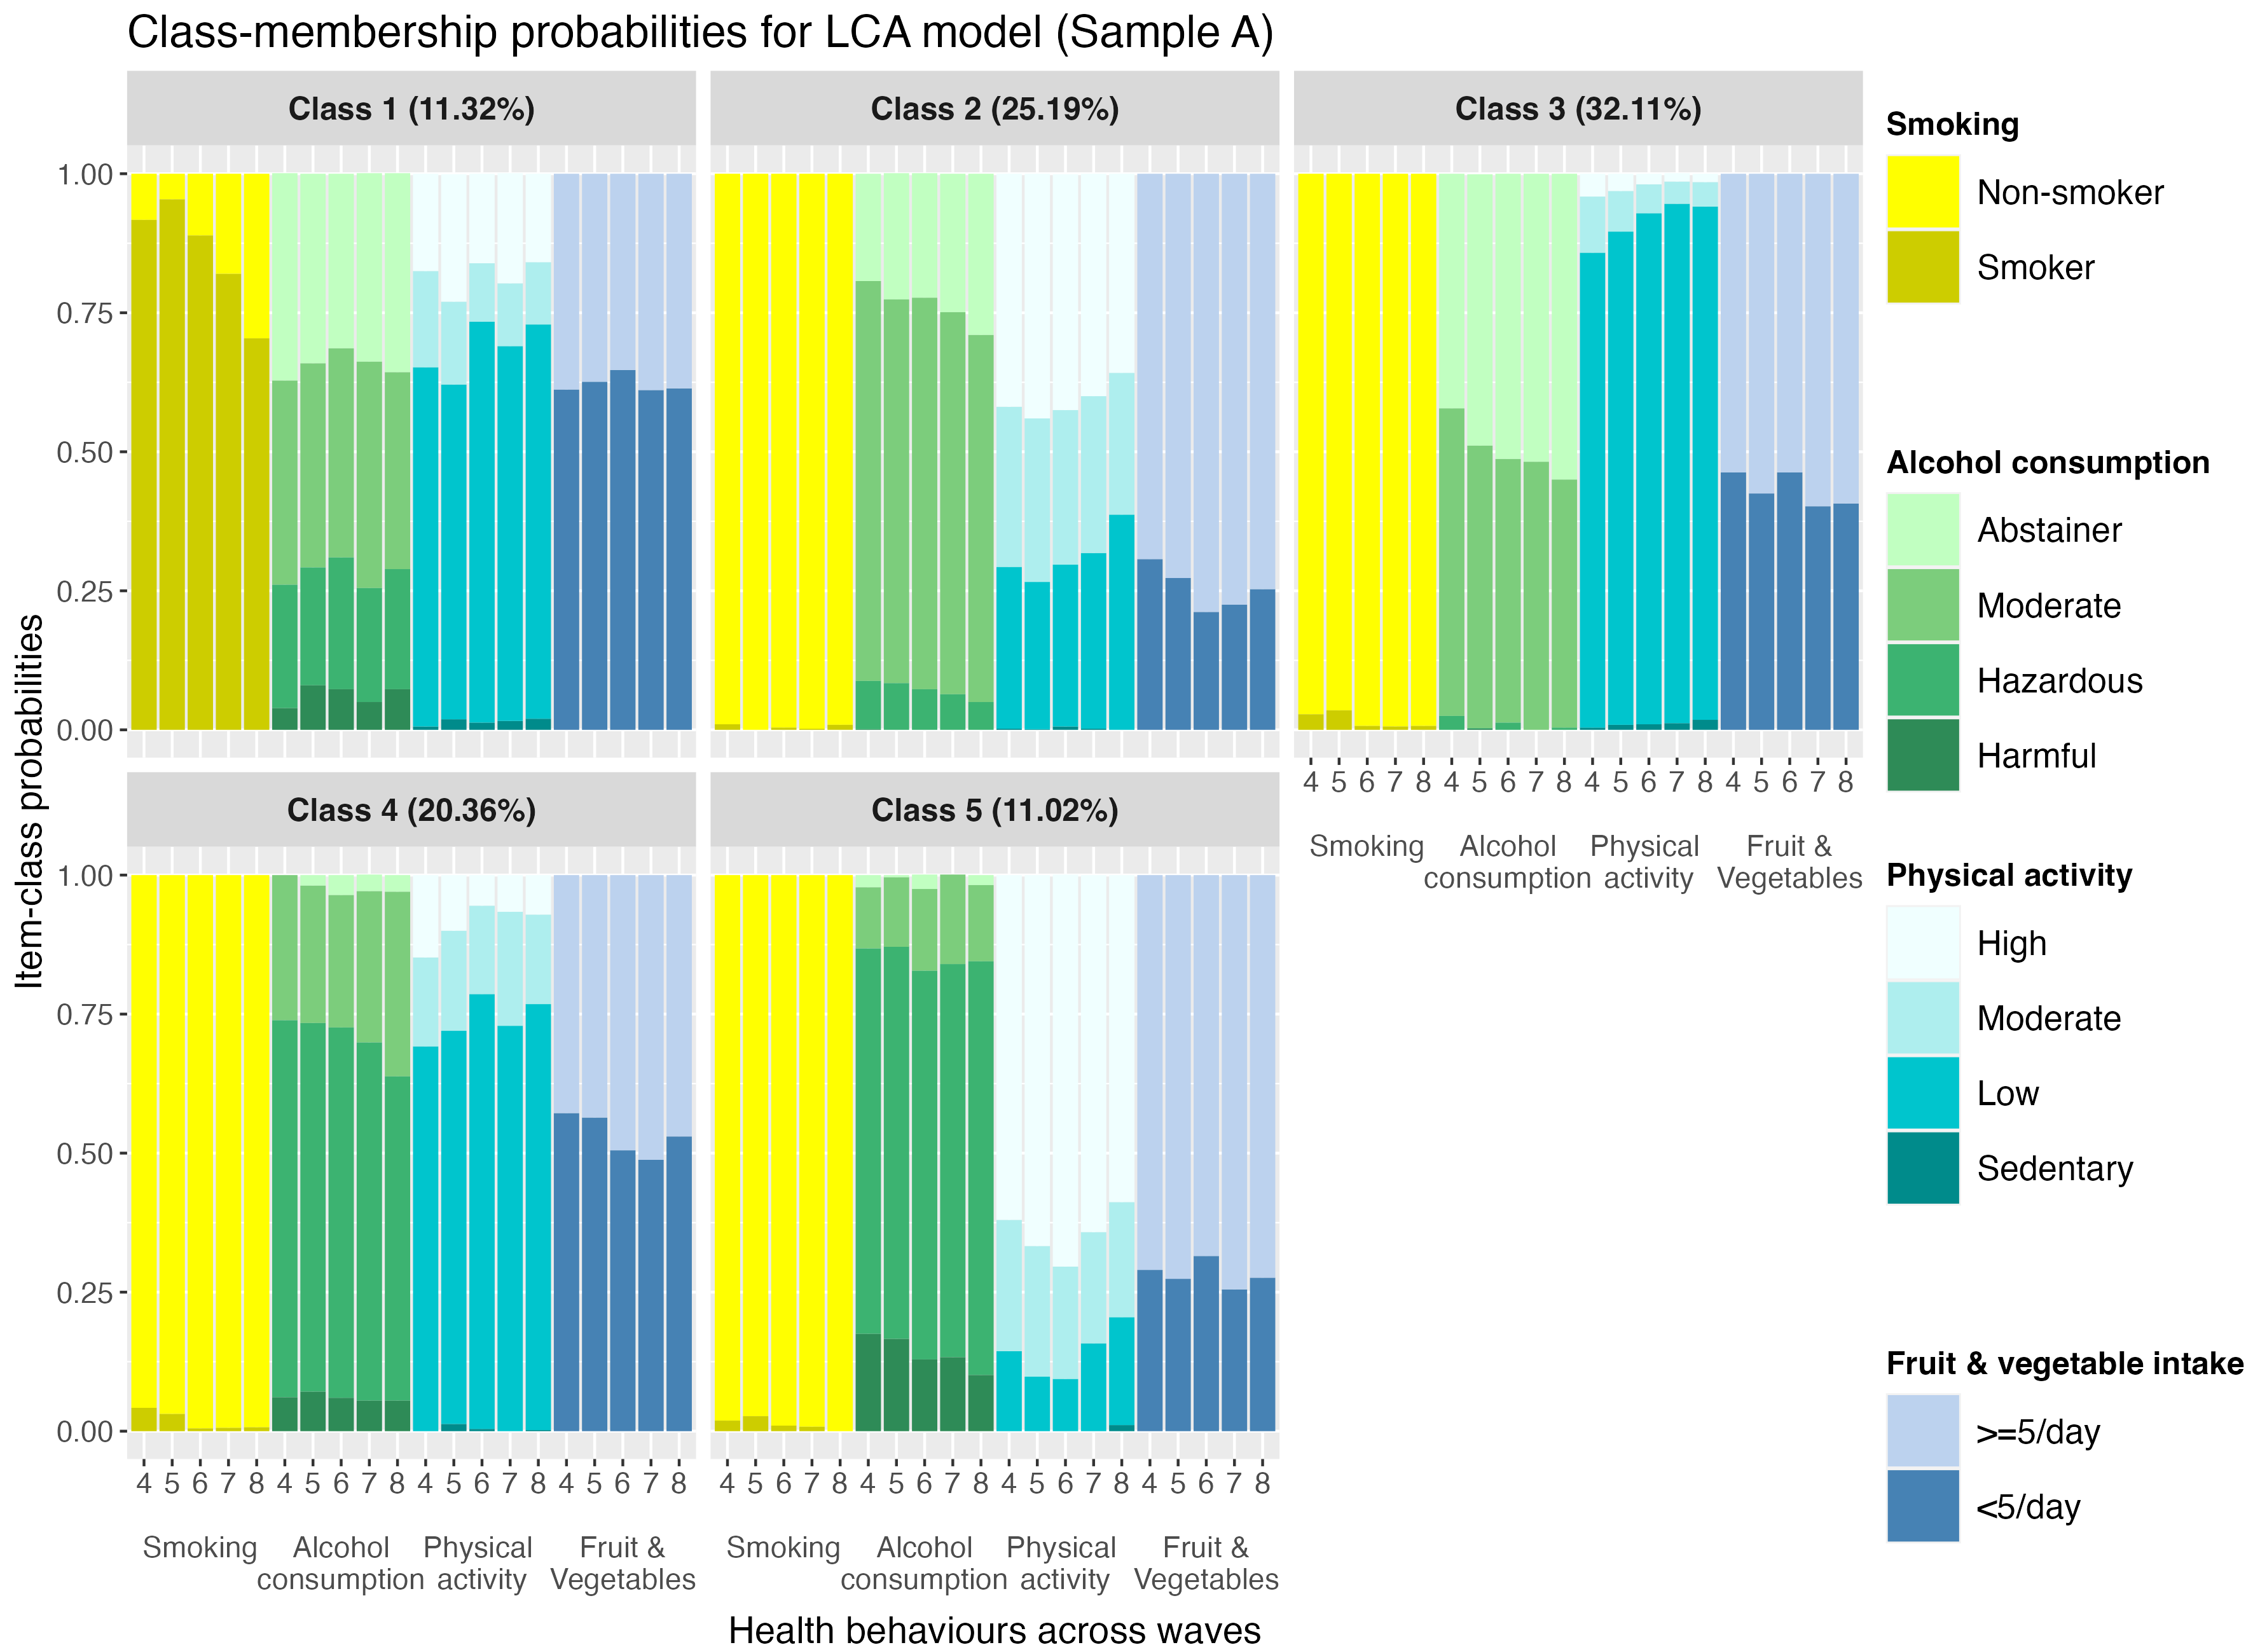 Class-membership probabilities for LCA model (Sample A)
Item-class probabilities
Class 1 (11.32%)
Class 2 (25.19%)
Class 3 (32.11%)
1.00
0.75
0.50
0.25
0.00
4 5 6 7 8 4 5 6 7 8 4 5 6 7 8 4 5 6 7 8
Smoking Alcohol Physical Fruit &
consumption activity Vegetables
Class 4 (20.36%)
Class 5 (11.02%)
1.00
0.75
0.50
0.25
0.00
4 5 6 7 8 4 5 6 7 8 4 5 6 7 8 4 5 6 7 8
Smoking Alcohol Physical Fruit &
consumption activity Vegetables
4 5 6 7 8 4 5 6 7 8 4 5 6 7 8 4 5 6 7 8
Smoking Alcohol Physical Fruit &
consumption activity Vegetables
Health behaviours across waves
Smoking
Non-smoker
Smoker
Alcohol consumption
Abstainer
Moderate
Hazardous
Harmful
Physical activity
High
Moderate
Low
Sedentary
Fruit & vegetable intake
>=5/day
<5/day